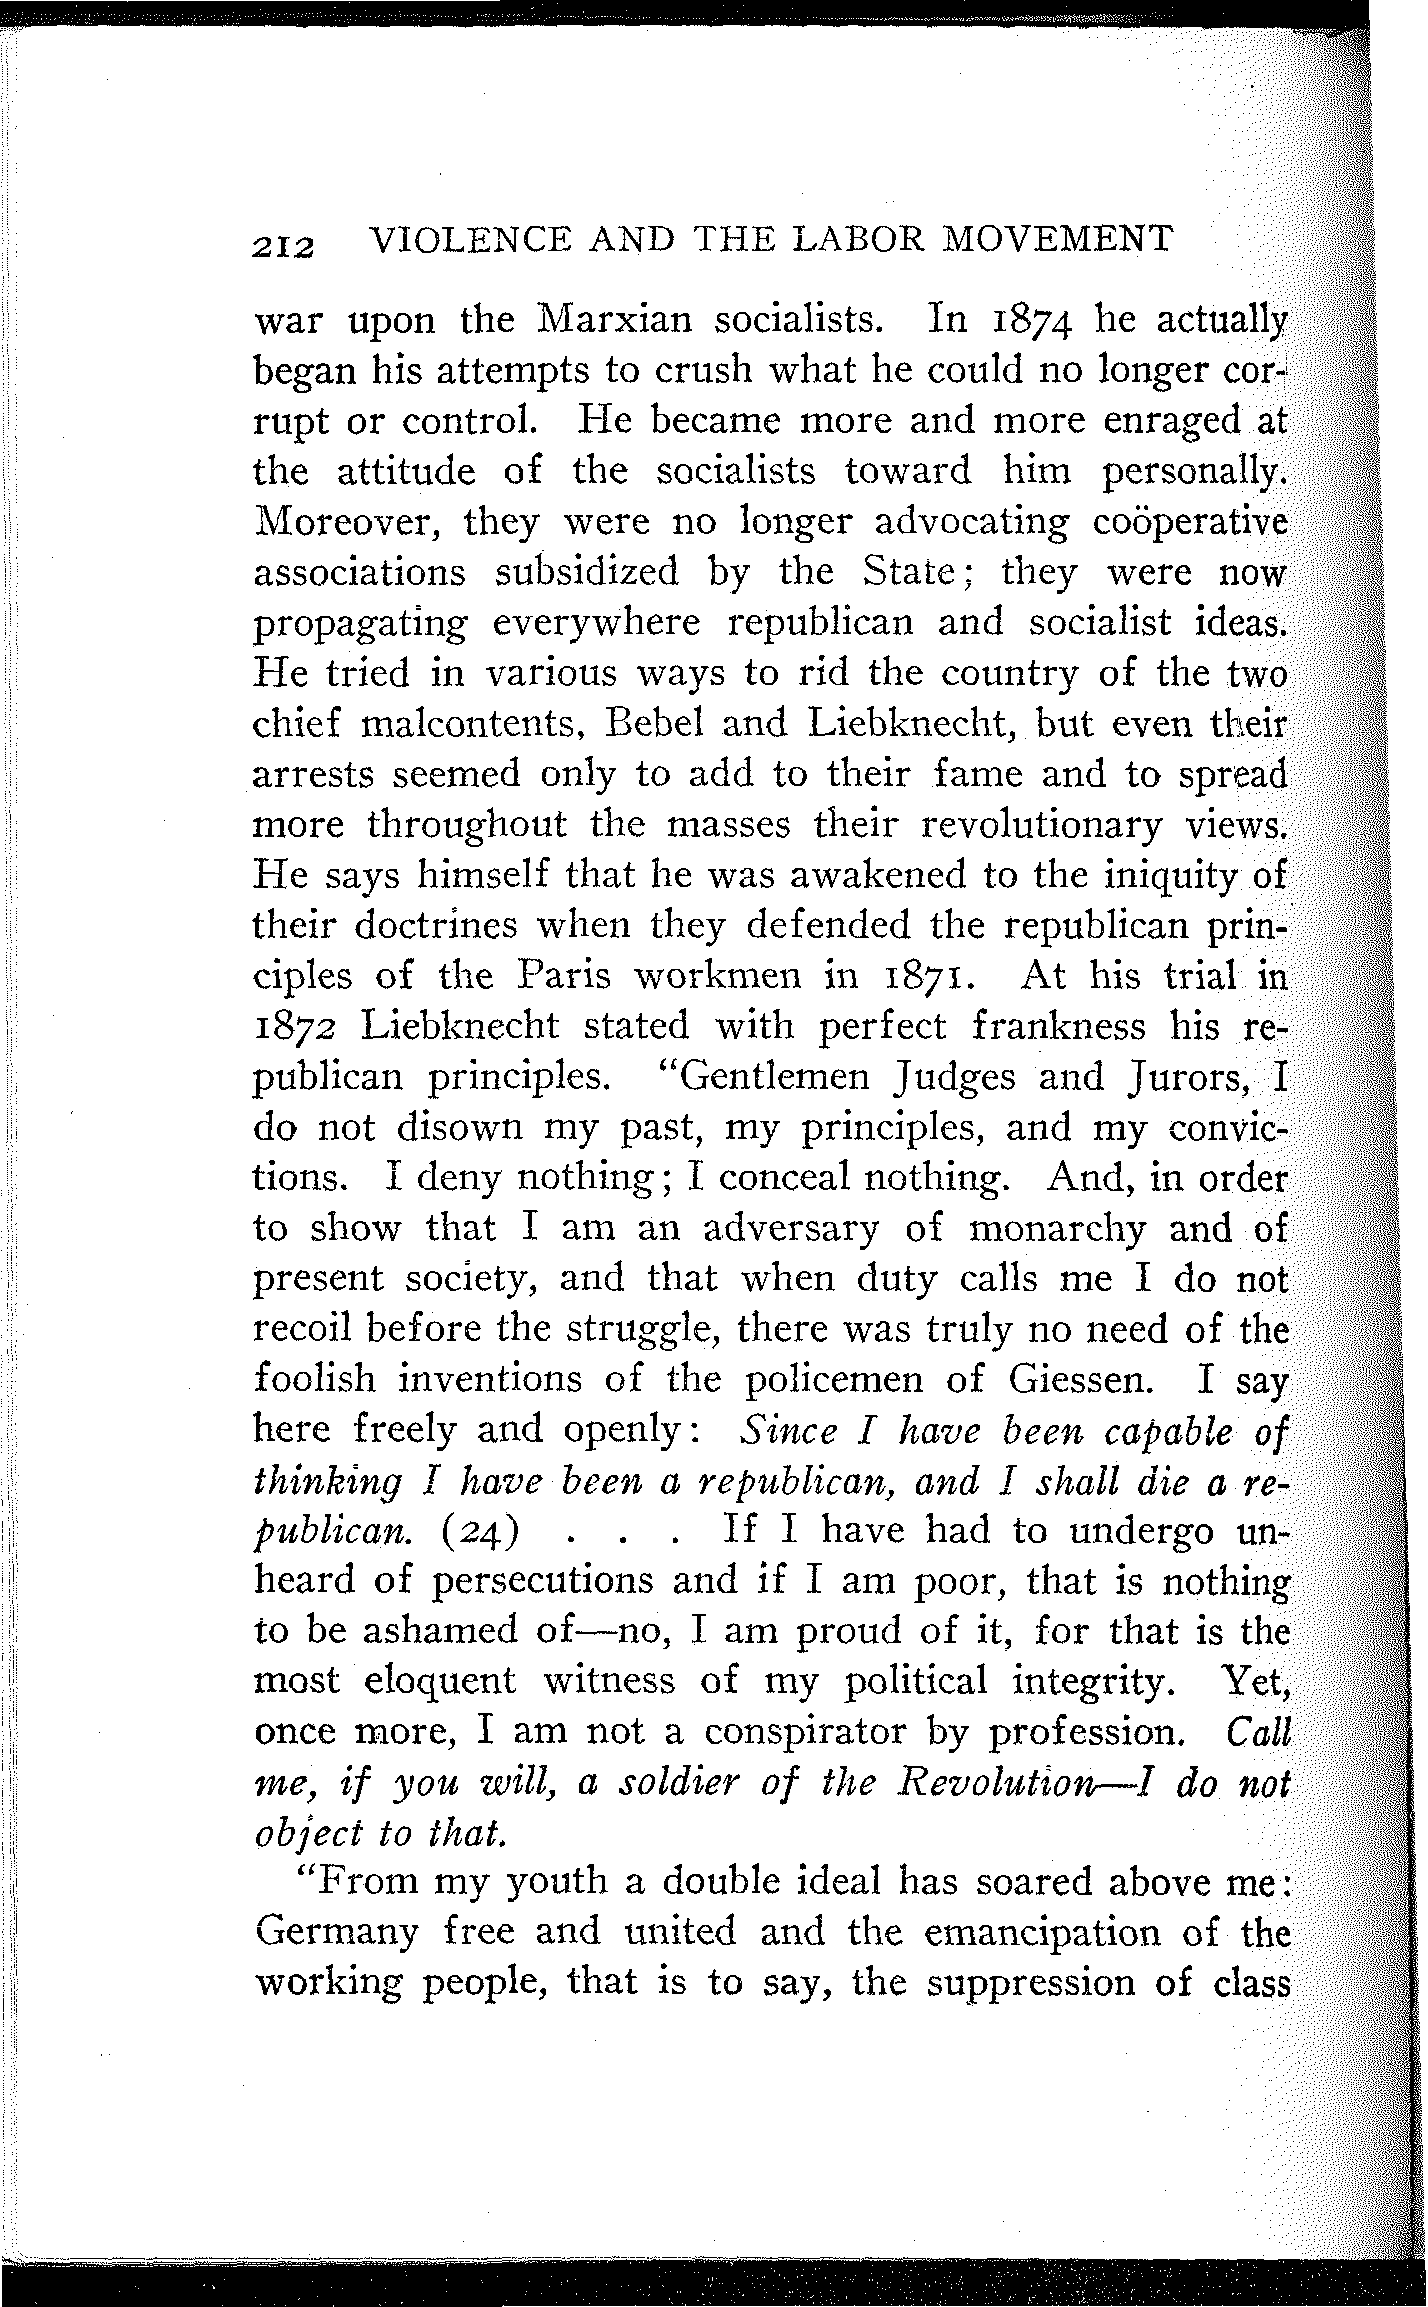 212 VIOLENCE AND THE LABOR MOVEMENT
war upon the Marxian socialists. In 1874 he actually
began his attempts to crush what he could no longer cor-
rupt or control. He became more and more enraged at
the attitude of the socialists toward him personally.
Moreover, they were no longer advocating coöperative
associations subsidized by the State; they were now
propagating everywhere republican and socialist ideas.
He tried in various ways to rid the country of the two
chief malcontents, Bebel and Liebknecht, but even their
arrests seemed only to add to their fame and to spread
more throughout the masses their revolutionary views.
He says himself that he was awakened to the iniquity of
their doctrines when they defended the republican prin-
ciples of the Paris workmen in 1871. At his trial in
1872 Liebknecht stated with perfect frankness his re-
publican principles. "Gentlemen Judges and Jurors, I
do not disown my past, my principles, and my convic-
tions. I deny nothing; I conceal nothing. And, in order
to show that I am an adversary of monarchy and of
present society, and that when duty calls me I do not
recoil before the struggle, there was truly no need of the
foolish inventions of the policemen of Giessen. I say
here freely and openly: Since I have been capable of
thinking I have been a republican, and I shall die a re-
publican. (24) . . . If I have had to undergo un-
heard of persecutions and if I am poor, that is nothing
to be ashamed of—no, I am proud of it, for that is the
most eloquent witness of my political integrity. Yet,
once more, I am not a conspirator by profession. Call
me, if you will, a soldier of the Revolution—I do not
object to that.
"From my youth a double ideal has soared above me:
Germany free and united and the emancipation of the
working people, that is to say, the suppression of class